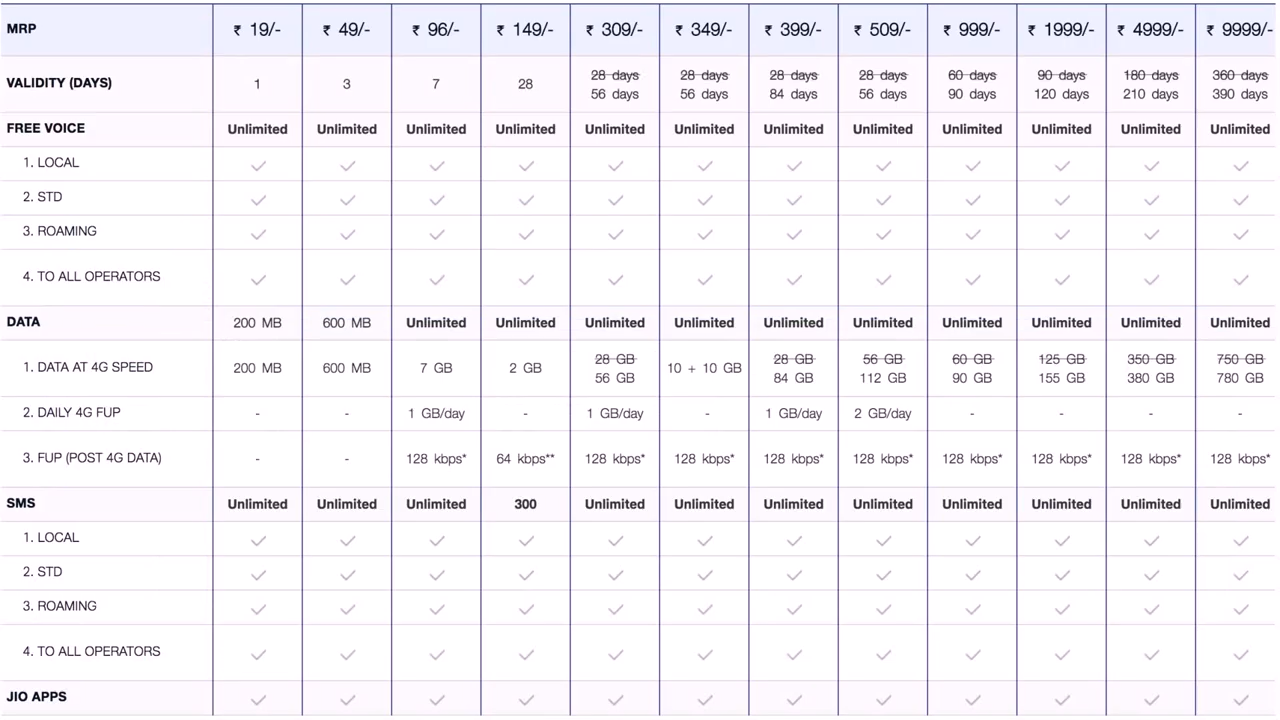 MRP ₹ 19/- ₹ 49/- ₹ 96/- ₹ 149/- ₹ 309/- ₹ 349/- ₹ 399/- ₹ 509/- ₹ 999/- ₹ 1999/- ₹ 4999/- ₹ 9999/-
VALIDITY (DAYS) 1 3 7 28 28 days 28 days 28 days 28 days 60 days 90 days 180 days 360 days
56 days 56 days 84 days 56 days 90 days 120 days 210 days 390 days
FREE VOICE Unlimited Unlimited Unlimited Unlimited Unlimited Unlimited Unlimited Unlimited Unlimited Unlimited Unlimited Unlimited
1. LOCAL ✓ ✓ ✓ ✓ ✓ ✓ ✓ ✓ ✓ ✓ ✓ ✓
2. STD ✓ ✓ ✓ ✓ ✓ ✓ ✓ ✓ ✓ ✓ ✓ ✓
3. ROAMING ✓ ✓ ✓ ✓ ✓ ✓ ✓ ✓ ✓ ✓ ✓ ✓
4. TO ALL OPERATORS ✓ ✓ ✓ ✓ ✓ ✓ ✓ ✓ ✓ ✓ ✓ ✓
DATA 200 MB 600 MB Unlimited Unlimited Unlimited Unlimited Unlimited Unlimited Unlimited Unlimited Unlimited Unlimited
1. DATA AT 4G SPEED 200 MB 600 MB 7 GB 2 GB 28 GB 10 + 10 GB 28 GB 56 GB 60 GB 125 GB 350 GB 750 GB
56 GB 84 GB 112 GB 90 GB 155 GB 380 GB 780 GB
2. DAILY 4G FUP - - 1 GB/day - 1 GB/day - 1 GB/day 2 GB/day - - - -
3. FUP (POST 4G DATA) - - 128 kbps* 64 kbps** 128 kbps* 128 kbps* 128 kbps* 128 kbps* 128 kbps* 128 kbps* 128 kbps* 128 kbps*
SMS Unlimited Unlimited Unlimited 300 Unlimited Unlimited Unlimited Unlimited Unlimited Unlimited Unlimited Unlimited
1. LOCAL ✓ ✓ ✓ ✓ ✓ ✓ ✓ ✓ ✓ ✓ ✓ ✓
2. STD ✓ ✓ ✓ ✓ ✓ ✓ ✓ ✓ ✓ ✓ ✓ ✓
3. ROAMING ✓ ✓ ✓ ✓ ✓ ✓ ✓ ✓ ✓ ✓ ✓ ✓
4. TO ALL OPERATORS ✓ ✓ ✓ ✓ ✓ ✓ ✓ ✓ ✓ ✓ ✓ ✓
JIO APPS ✓ ✓ ✓ ✓ ✓ ✓ ✓ ✓ ✓ ✓ ✓ ✓